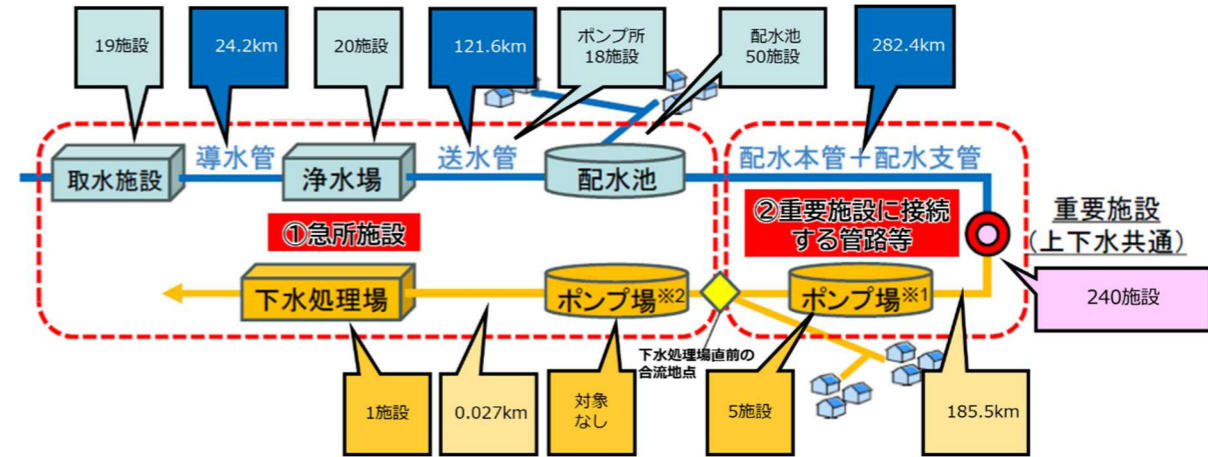 19施設
24.2km
20施設
121.6km
ポンプ所
18施設
配水池
50施設
282.4km
導水管
送水管
配水本管＋配水支管
取水施設
浄水場
配水池
①急所施設
②重要施設に接続
する管路等
重要施設
（上下水共通）
240施設
下水処理場
ポンプ場※2
ポンプ場※1
下水処理場直前の
合流地点
1施設
0.027km
対象
なし
5施設
185.5km